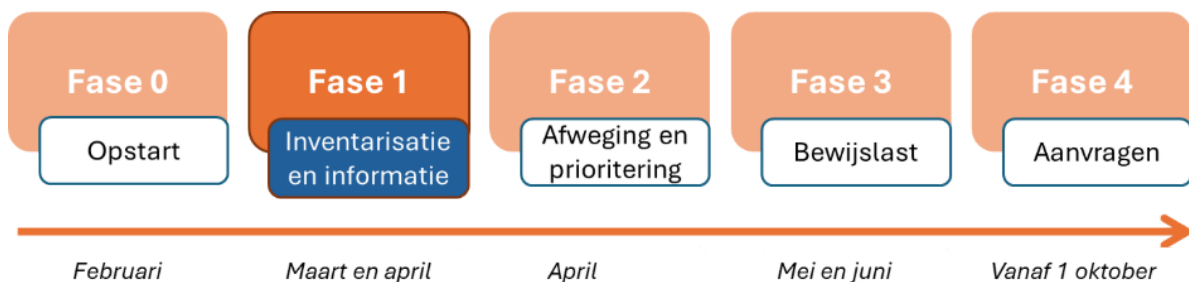 Fase 0
Opstart
Fase 1
Inventarisatie
en informatie
Fase 2
Afweging en
prioritering
Fase 3
Bewijslast
Fase 4
Aanvragen
Februari
Maart en april
April
Mei en juni
Vanaf 1 oktober